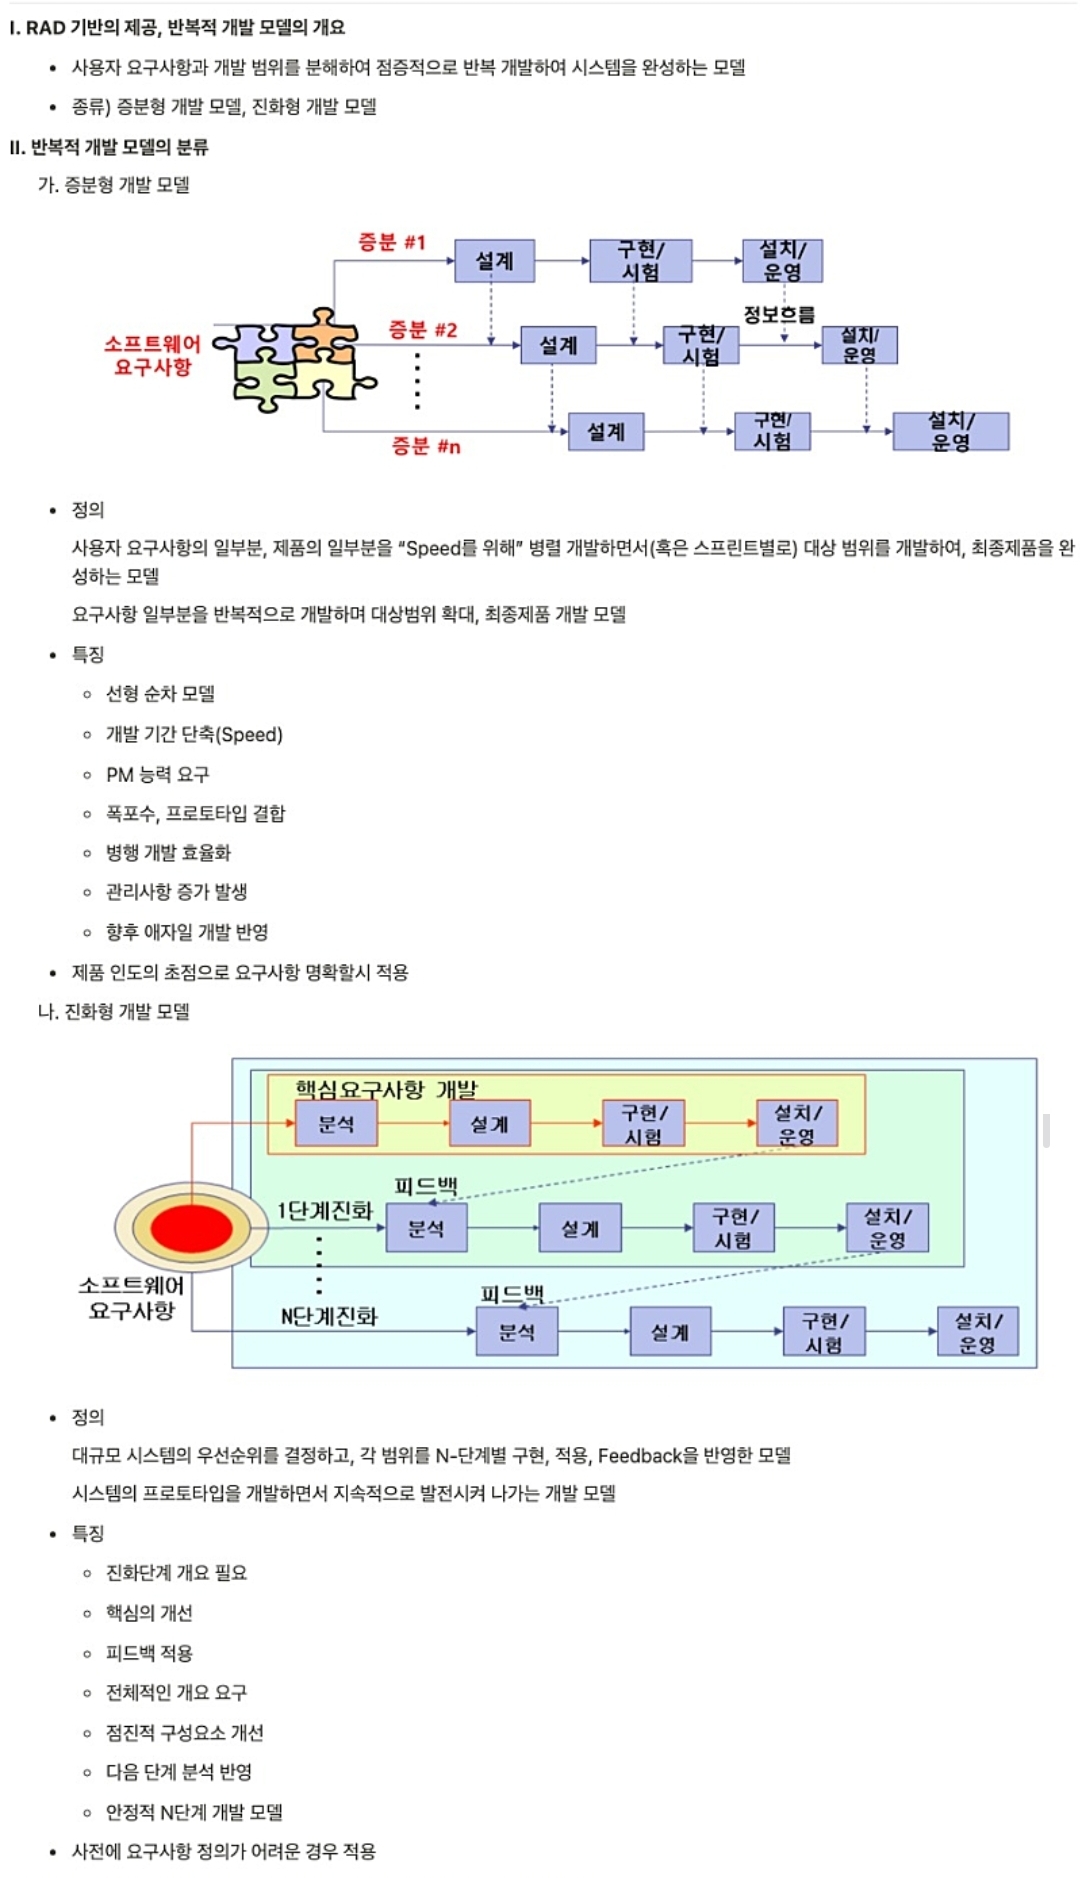 I. RAD 기반의 제공, 반복적 개발 모델의 개요
사용자 요구사항과 개발 범위를 분해하여 점증적으로 반복 개발하여 시스템을 완성하는 모델
종류) 증분형 개발 모델, 진화형 개발 모델
II. 반복적 개발 모델의 분류
가. 증분형 개발 모델
증분 #1
설계
구현/
시험
설치/
운영
정보흐름
소프트웨어
요구사항
증분 #2
설계
구현/
시험
설치/
운영
증분 #n
설계
구현/
시험
설치/
운영
정의
사용자 요구사항의 일부분, 제품의 일부분을 “Speed를 위해” 병렬 개발하면서(혹은 스프린트별로) 대상 범위를 개발하여, 최종제품을 완
성하는 모델
요구사항 일부분을 반복적으로 개발하며 대상범위 확대, 최종제품 개발 모델
특징
선형 순차 모델
개발 기간 단축(Speed)
PM 능력 요구
폭포수, 프로토타입 결합
병행 개발 효율화
관리사항 증가 발생
향후 애자일 개발 반영
제품 인도의 초점으로 요구사항 명확할시 적용
나. 진화형 개발 모델
핵심요구사항 개발
분석
설계
구현/
시험
설치/
운영
피드백
1단계진화
분석
설계
구현/
시험
설치/
운영
소프트웨어
요구사항
피드백
N단계진화
분석
설계
구현/
시험
설치/
운영
정의
대규모 시스템의 우선순위를 결정하고, 각 범위를 N-단계별 구현, 적용, Feedback을 반영한 모델
시스템의 프로토타입을 개발하면서 지속적으로 발전시켜 나가는 개발 모델
특징
진화단계 개요 필요
핵심의 개선
피드백 적용
전체적인 개요 요구
점진적 구성요소 개선
다음 단계 분석 반영
안정적 N단계 개발 모델
사전에 요구사항 정의가 어려운 경우 적용